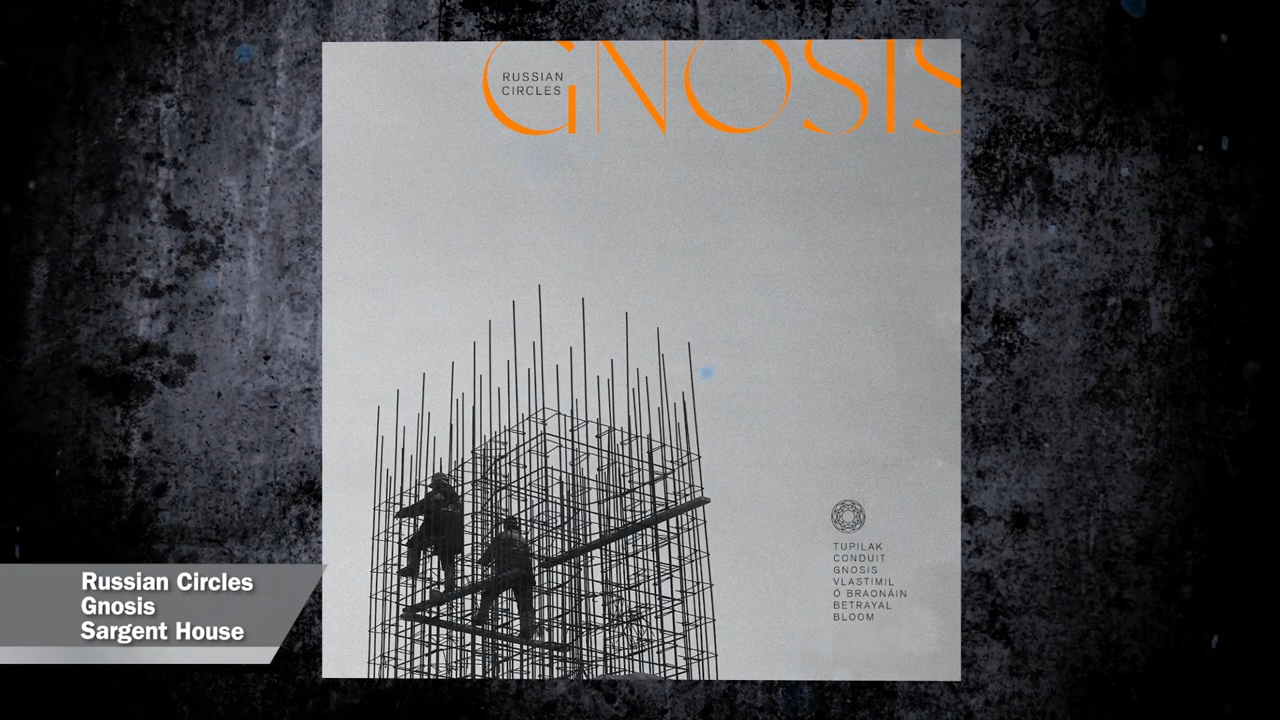 GNOSIS
RUSSIAN
CIRCLES
TUPILAK
CONDUIT
GNOSIS
VLASTIMIL
Ó BRAONÁIN
BETRAYAL
BLOOM
Russian Circles
Gnosis
Sargent House